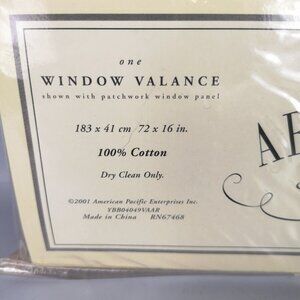 one
WINDOW VALANCE
shown with patchwork window panel
183 x 41 cm 72 x 16 in.
100% Cotton
Dry Clean Only.
©2001 American Pacific Enterprises Inc.
YBB04049VAAR
Made in China RN67468